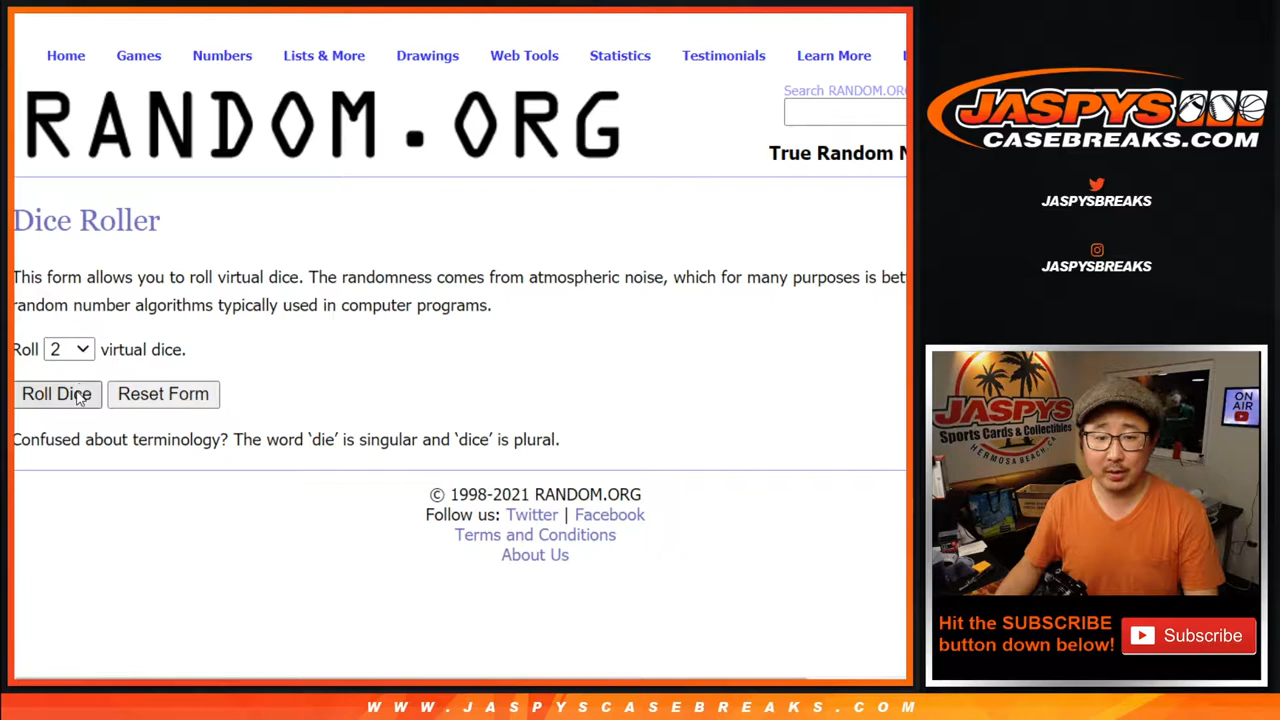 Home Games Numbers Lists & More Drawings Web Tools Statistics Testimonials Learn More
RANDOM.ORG
Search RANDOM.ORG
True Random N
Dice Roller
This form allows you to roll virtual dice. The randomness comes from atmospheric noise, which for many purposes is bet
random number algorithms typically used in computer programs.
Roll 2 virtual dice.
Roll Dice Reset Form
Confused about terminology? The word ‘die’ is singular and ‘dice’ is plural.
© 1998-2021 RANDOM.ORG
Follow us: Twitter | Facebook
Terms and Conditions
About Us
JASPYS
CASEBREAKS.COM
JASPYSBREAKS
JASPYSBREAKS
JASPYS
Sports Cards & Collectibles
HERMOSA BEACH, CA
ON
AIR
Hit the SUBSCRIBE
button down below!
Subscribe
WWW.JASPYSCASEBREAKS.COM